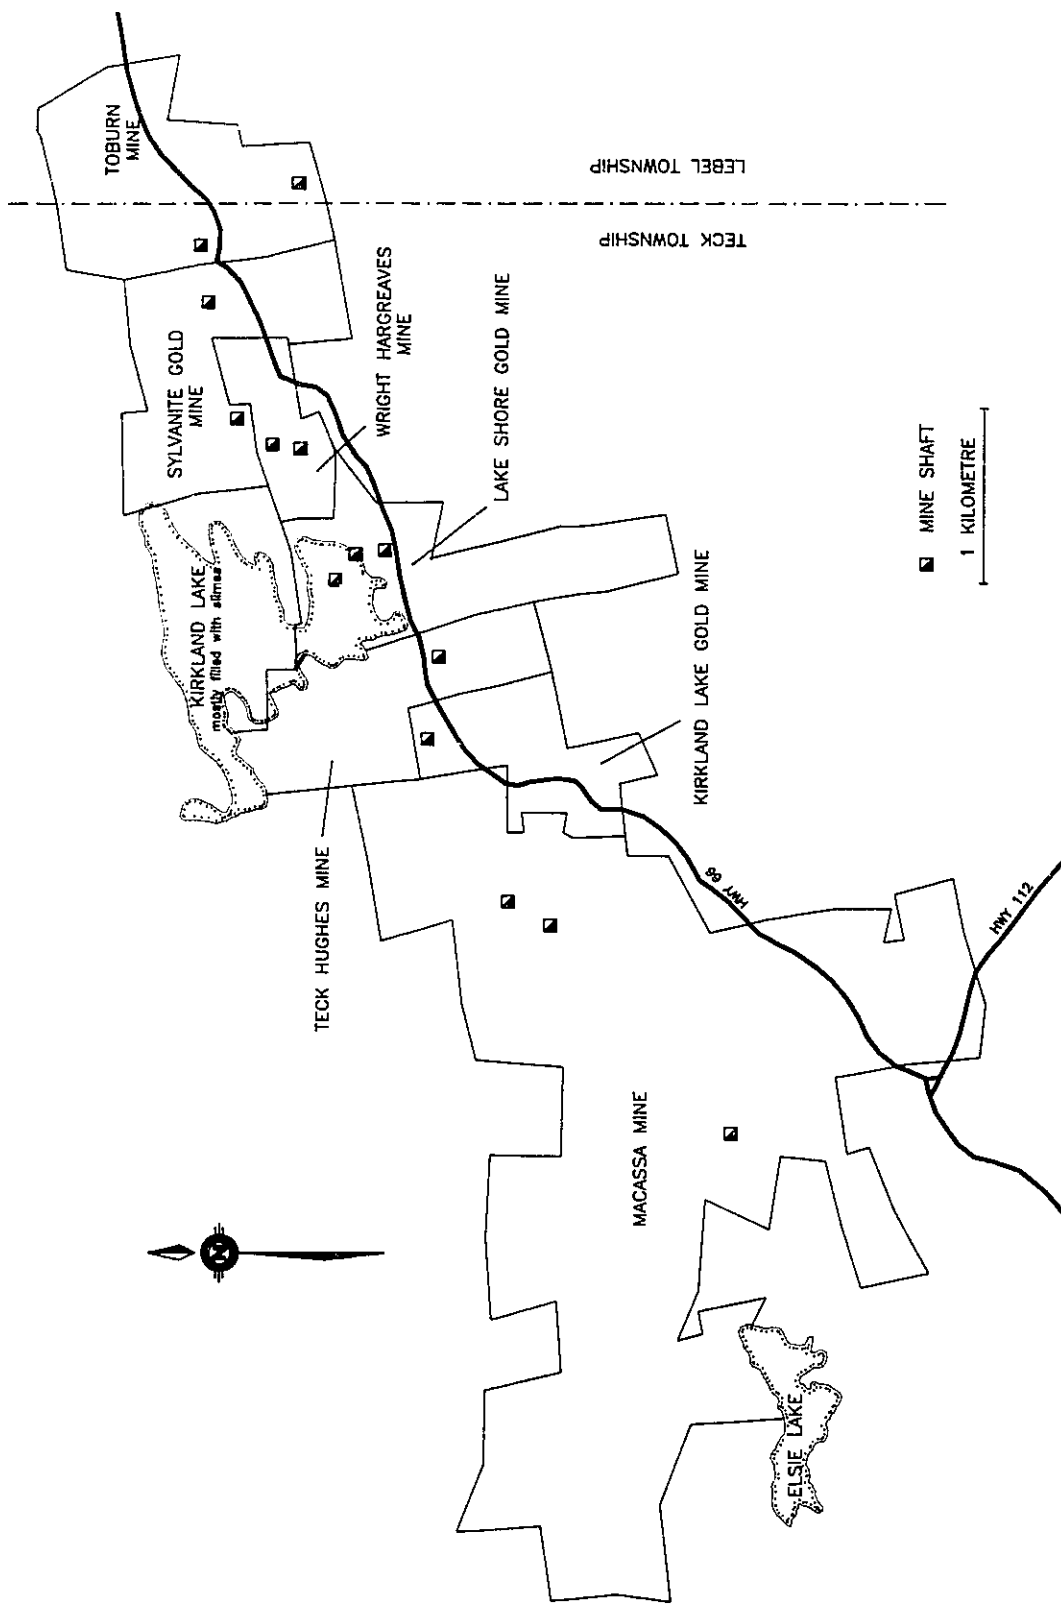 TOBURN
MINE
LEBEL TOWNSHIP
TECK TOWNSHIP
SYLVANITE GOLD
MINE
WRIGHT HARGREAVES
MINE
LAKE SHORE GOLD MINE
KIRKLAND LAKE
mostly filled with slimes
KIRKLAND LAKE GOLD MINE
TECK HUGHES MINE
HWY 66
HWY 112
MACASSA MINE
ELSIE LAKE
N
MINE SHAFT
1 KILOMETRE